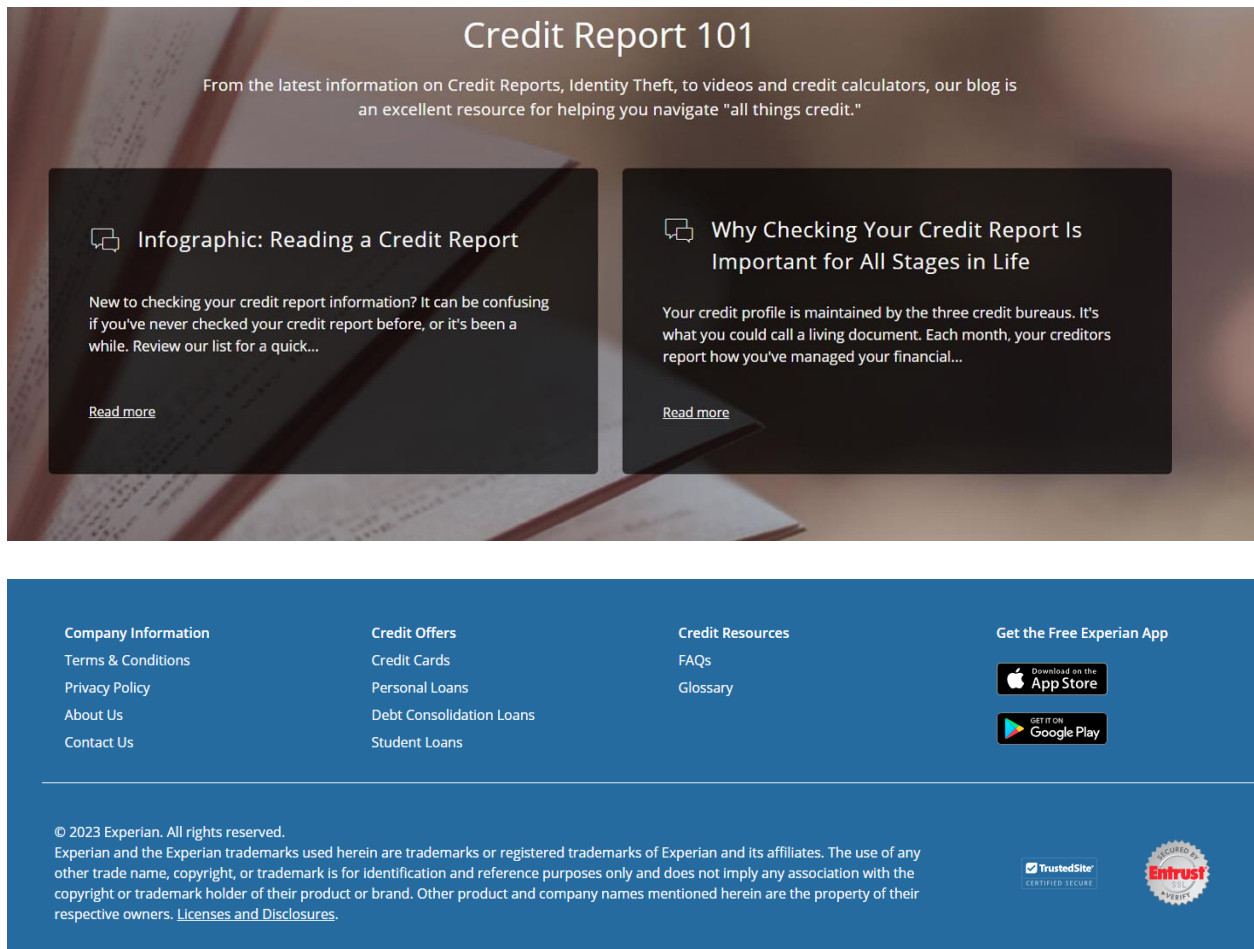 Credit Report 101
From the latest information on Credit Reports, Identity Theft, to videos and credit calculators, our blog is
an excellent resource for helping you navigate "all things credit."
Infographic: Reading a Credit Report
New to checking your credit report information? It can be confusing
if you've never checked your credit report before, or it's been a
while. Review our list for a quick...
Read more
Why Checking Your Credit Report Is
Important for All Stages in Life
Your credit profile is maintained by the three credit bureaus. It's
what you could call a living document. Each month, your creditors
report how you've managed your financial...
Read more
Company Information
Terms & Conditions
Privacy Policy
About Us
Contact Us
Credit Offers
Credit Cards
Personal Loans
Debt Consolidation Loans
Student Loans
Credit Resources
FAQs
Glossary
Get the Free Experian App
Download on the
App Store
GET IT ON
Google Play
© 2023 Experian. All rights reserved.
Experian and the Experian trademarks used herein are trademarks or registered trademarks of Experian and its affiliates. The use of any
other trade name, copyright, or trademark is for identification and reference purposes only and does not imply any association with the
copyright or trademark holder of their product or brand. Other product and company names mentioned herein are the property of their
respective owners. Licenses and Disclosures.
TrustedSite
CERTIFIED SECURE
SECURED BY
Entrust
SSL
VERIFY